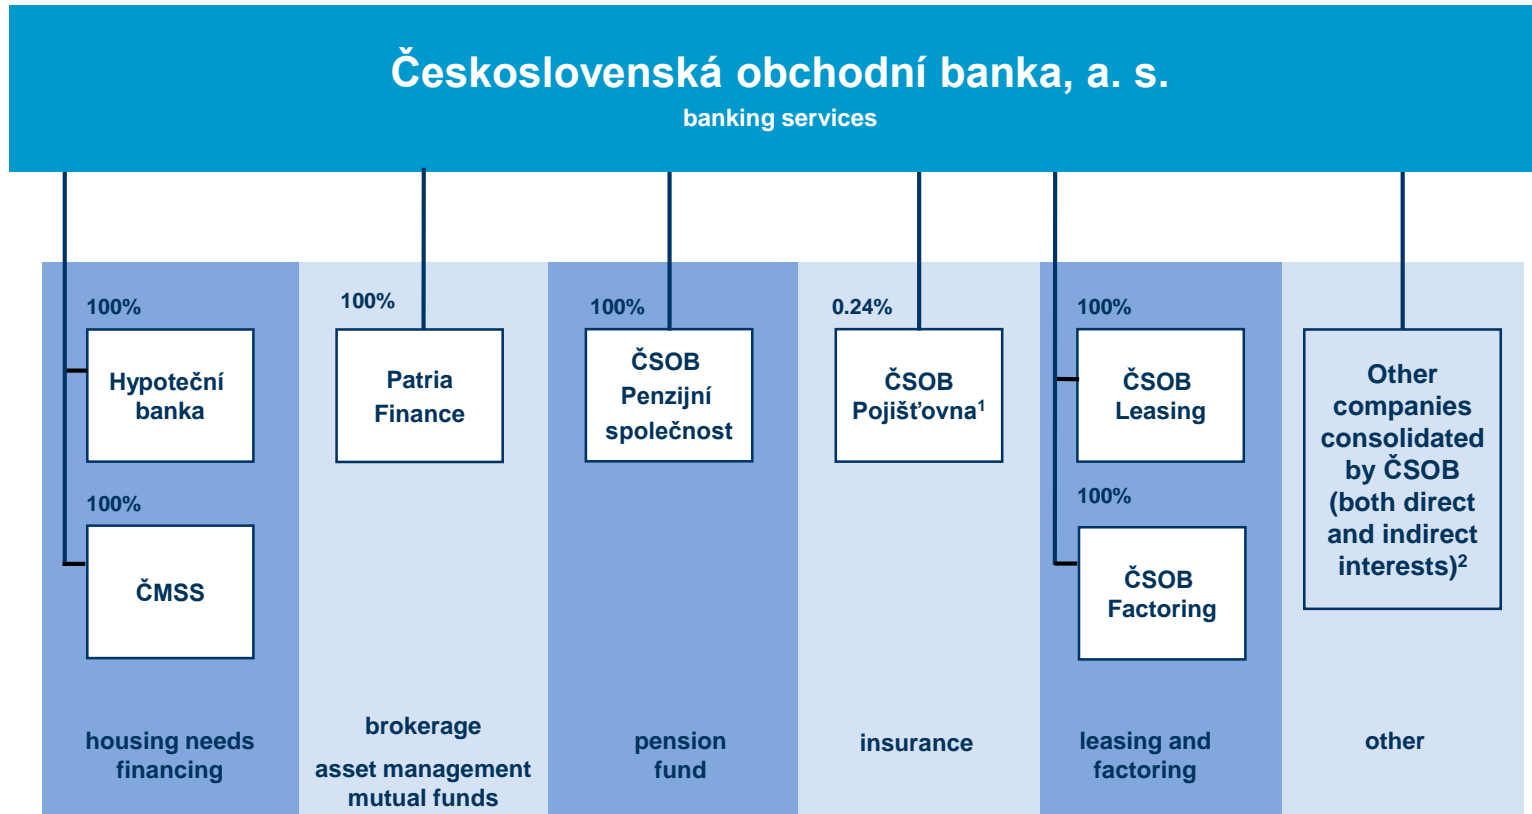 Československá obchodní banka, a. s.
banking services
100%
Hypoteční
banka
100%
ČMSS
housing needs
financing
100%
Patria
Finance
brokerage
asset management
mutual funds
100%
ČSOB
Penzijní
společnost
pension
fund
0.24%
ČSOB
Pojišťovna¹
insurance
100%
ČSOB
Leasing
100%
ČSOB
Factoring
leasing and
factoring
Other
companies
consolidated
by ČSOB
(both direct
and indirect
interests)²
other